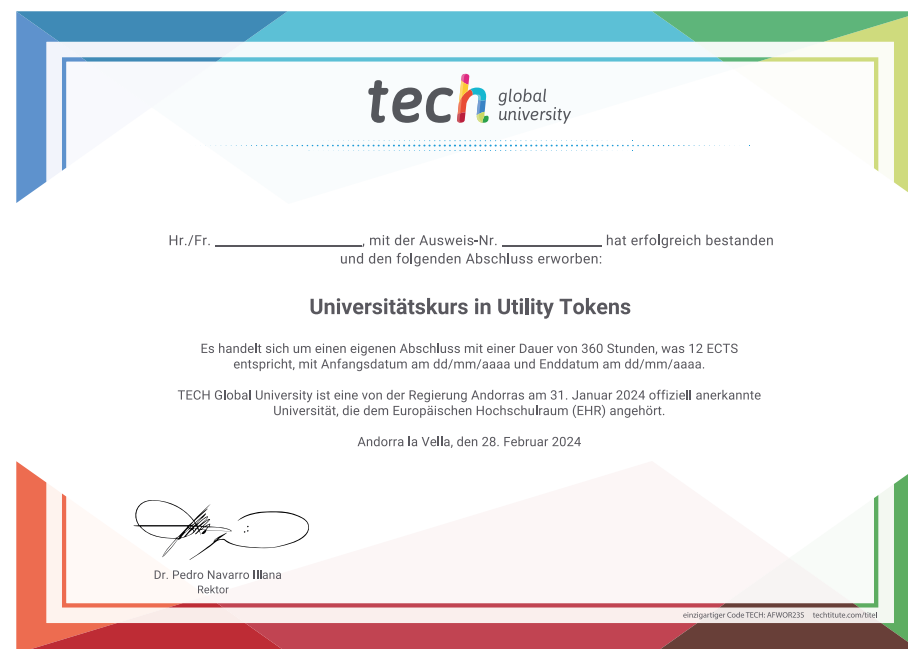 tech global university
Hr./Fr. __________________, mit der Ausweis-Nr. ____________ hat erfolgreich bestanden
und den folgenden Abschluss erworben:
Universitätskurs in Utility Tokens
Es handelt sich um einen eigenen Abschluss mit einer Dauer von 360 Stunden, was 12 ECTS
entspricht, mit Anfangsdatum am dd/mm/aaaa und Enddatum am dd/mm/aaaa.
TECH Global University ist eine von der Regierung Andorras am 31. Januar 2024 offiziell anerkannte
Universität, die dem Europäischen Hochschulraum (EHR) angehört.
Andorra la Vella, den 28. Februar 2024
Dr. Pedro Navarro Illana
Rektor
einzigartiger Code TECH: AFWOR23S techtitute.com/titel